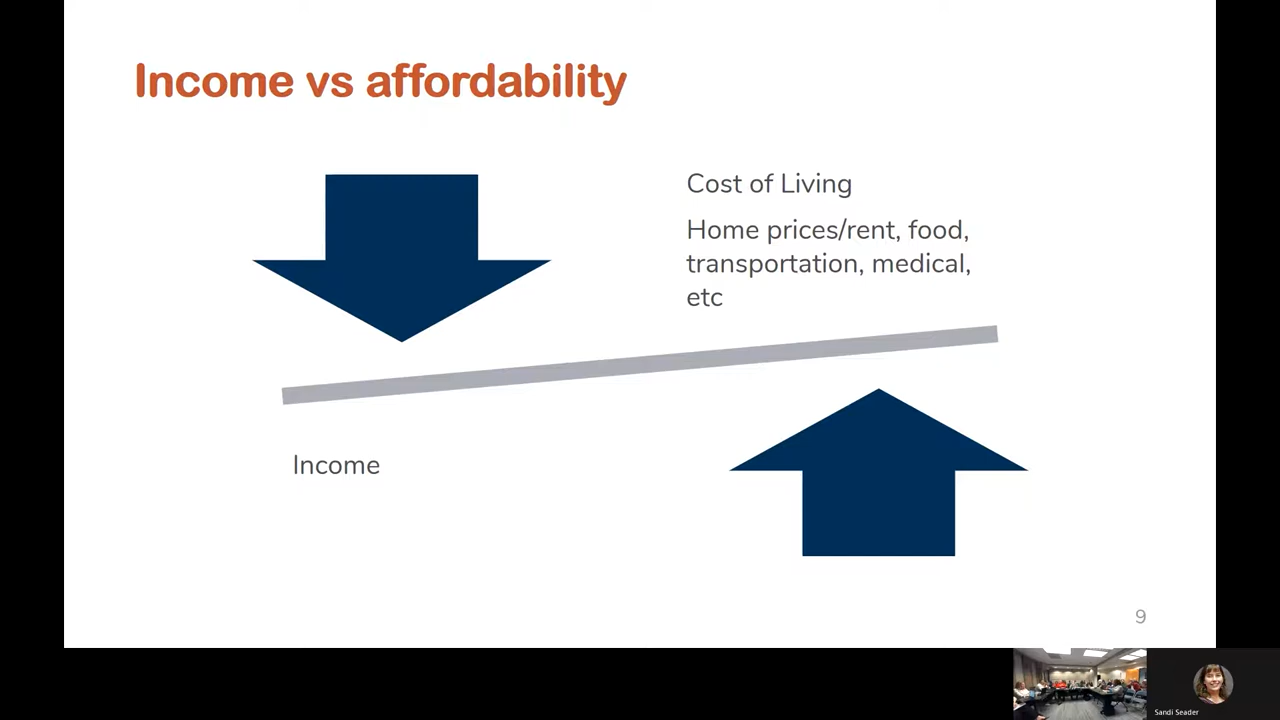 Income vs affordability
Cost of Living
Home prices/rent, food,
transportation, medical,
etc
Income
9
Sandi Seader